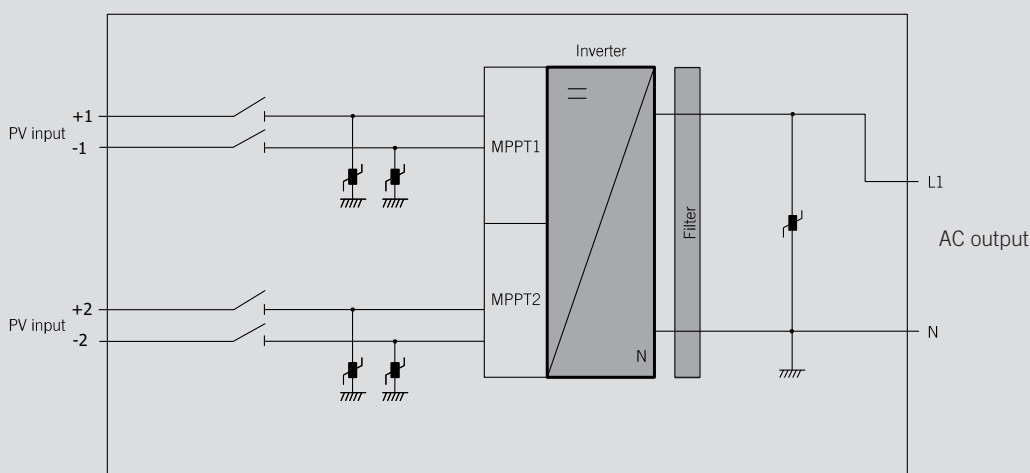 Inverter
+1
PV input
-1
MPPT1
L1
Filter
AC output
MPPT2
+2
PV input
-2
N
N